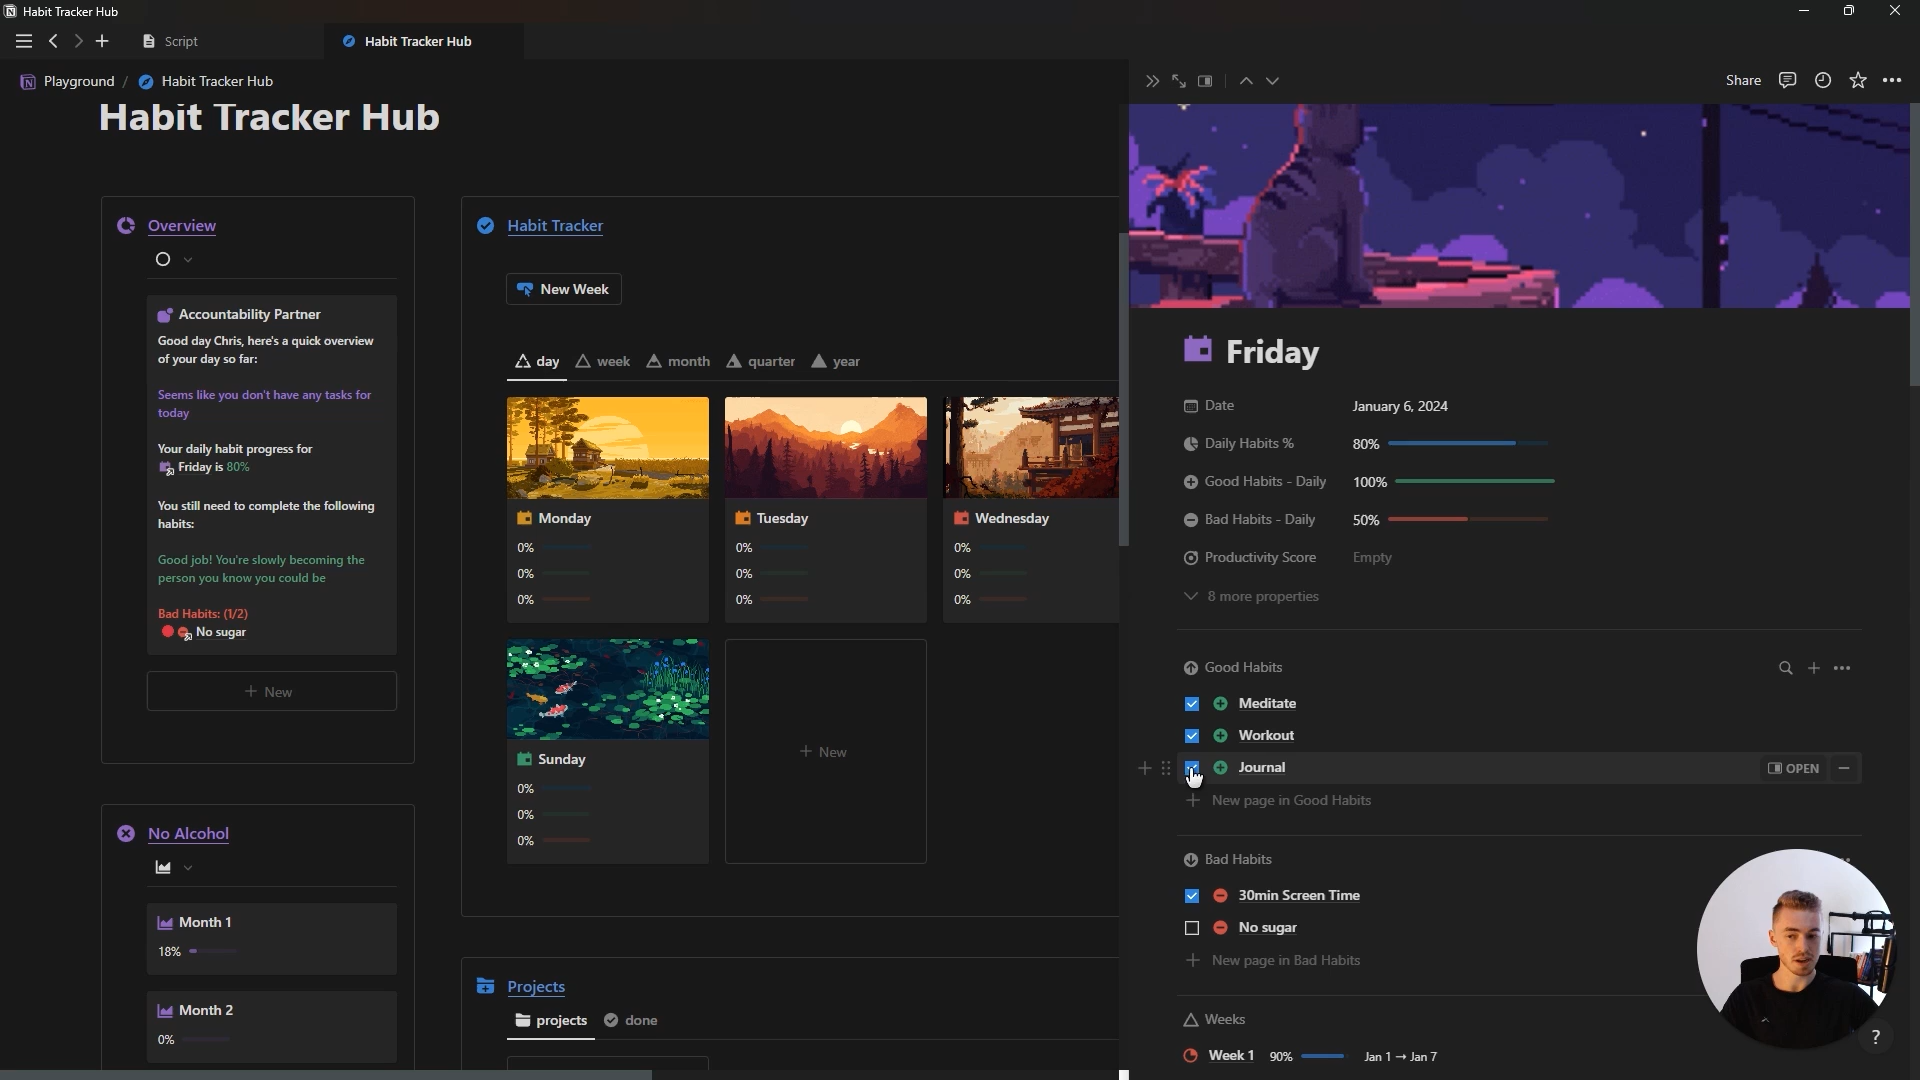 Habit Tracker Hub
Script
Habit Tracker Hub
Playground / Habit Tracker Hub
Share
Habit Tracker Hub
Overview
Accountability Partner
Good day Chris, here's a quick overview
of your day so far:
Seems like you don't have any tasks for
today
Your daily habit progress for
Friday is 80%
You still need to complete the following
habits:
Good job! You're slowly becoming the
person you know you could be
Bad Habits: (1/2)
No sugar
+ New
No Alcohol
Month 1
18%
Month 2
0%
Habit Tracker
New Week
day week month quarter year
Monday
0%
0%
0%
Tuesday
0%
0%
0%
Wednesday
0%
0%
0%
Sunday
0%
0%
0%
+ New
Projects
projects done
Friday
Date January 6, 2024
Daily Habits % 80%
Good Habits - Daily 100%
Bad Habits - Daily 50%
Productivity Score Empty
8 more properties
Good Habits
Meditate
Workout
Journal OPEN
+ New page in Good Habits
Bad Habits
30min Screen Time
No sugar
+ New page in Bad Habits
Weeks
Week 1 90% Jan 1 → Jan 7
?